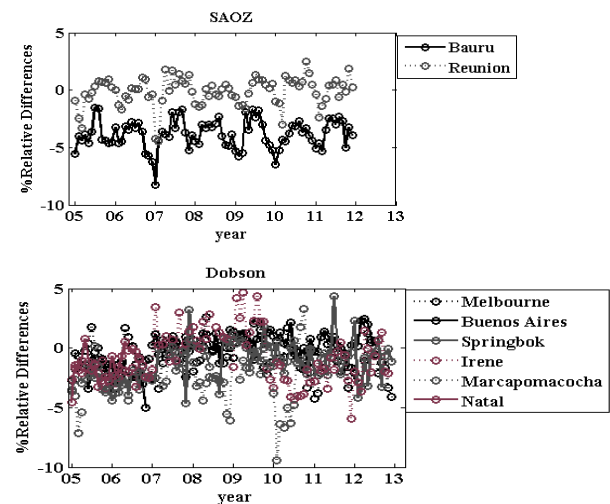 SAOZ
%Relative Differences
5
0
-5
-10
05 06 07 08 09 10 11 12 13
year
Bauru
Reunion
Dobson
%Relative Differences
5
0
-5
-10
05 06 07 08 09 10 11 12 13
year
Melbourne
Buenos Aires
Springbok
Irene
Marcapomacocha
Natal